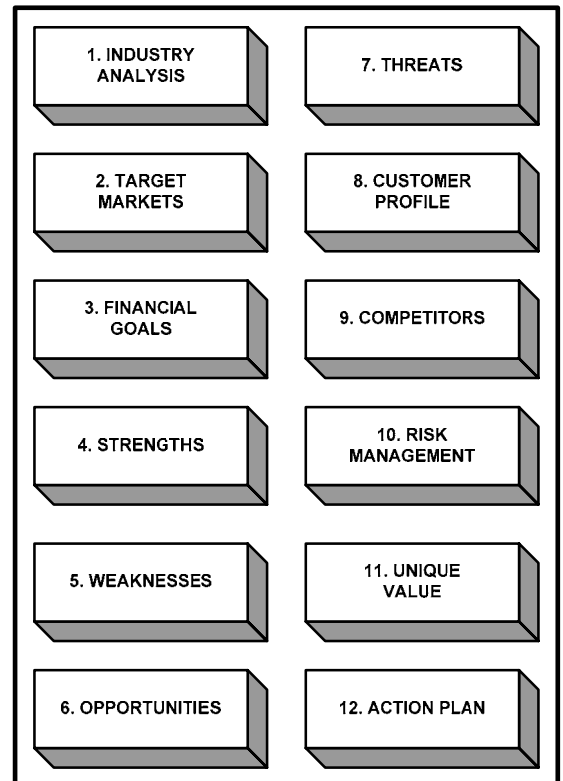 1. INDUSTRY
ANALYSIS
2. TARGET
MARKETS
3. FINANCIAL
GOALS
4. STRENGTHS
5. WEAKNESSES
6. OPPORTUNITIES
7. THREATS
8. CUSTOMER
PROFILE
9. COMPETITORS
10. RISK
MANAGEMENT
11. UNIQUE
VALUE
12. ACTION PLAN